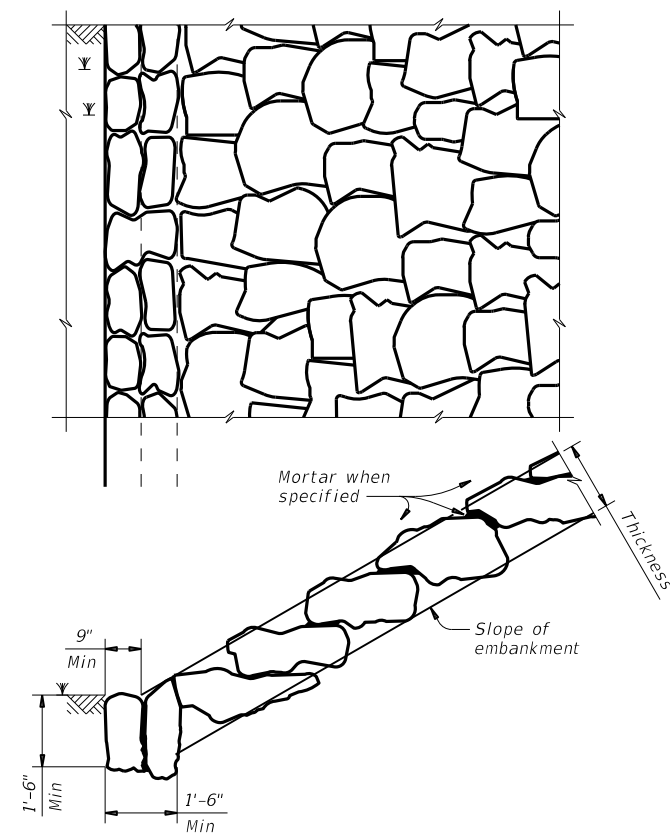 Mortar when
specified
Thickness
Slope of
embankment
9"
Min
1'-6"
Min
1'-6"
Min